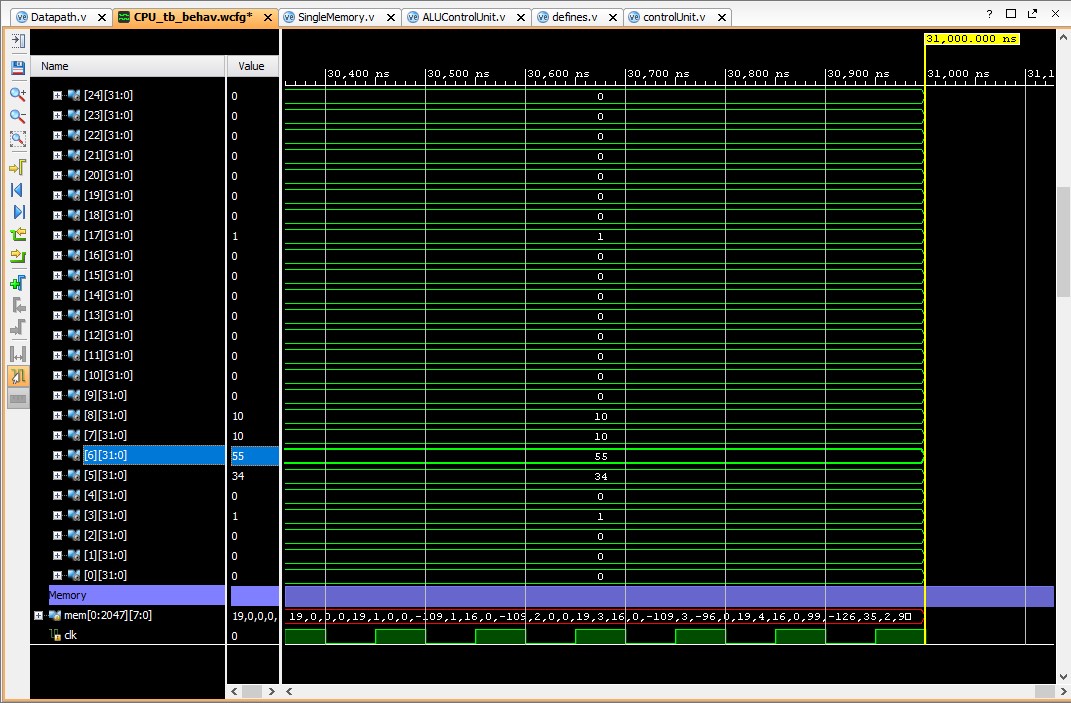 Datapath.v CPU_tb_behav.wcfg* SingleMemory.v ALUControlUnit.v defines.v controlUnit.v
31,000.000 ns
Name Value
30,400 ns 30,500 ns 30,600 ns 30,700 ns 30,800 ns 30,900 ns 31,000 ns 31,1
[24][31:0] 0 0
[23][31:0] 0 0
[22][31:0] 0 0
[21][31:0] 0 0
[20][31:0] 0 0
[19][31:0] 0 0
[18][31:0] 0 0
[17][31:0] 1 1
[16][31:0] 0 0
[15][31:0] 0 0
[14][31:0] 0 0
[13][31:0] 0 0
[12][31:0] 0 0
[11][31:0] 0 0
[10][31:0] 0 0
[9][31:0] 0 0
[8][31:0] 10 10
[7][31:0] 10 10
[6][31:0] 55 55
[5][31:0] 34 34
[4][31:0] 0 0
[3][31:0] 1 1
[2][31:0] 0 0
[1][31:0] 0 0
[0][31:0] 0 0
Memory
mem[0:2047][7:0] 19,0,0,0, 19,0,0,0,19,1,0,0,-109,1,16,0,-109,2,0,0,19,3,16,0,-109,3,-96,0,19,4,16,0,99,-126,35,2,9
clk 0